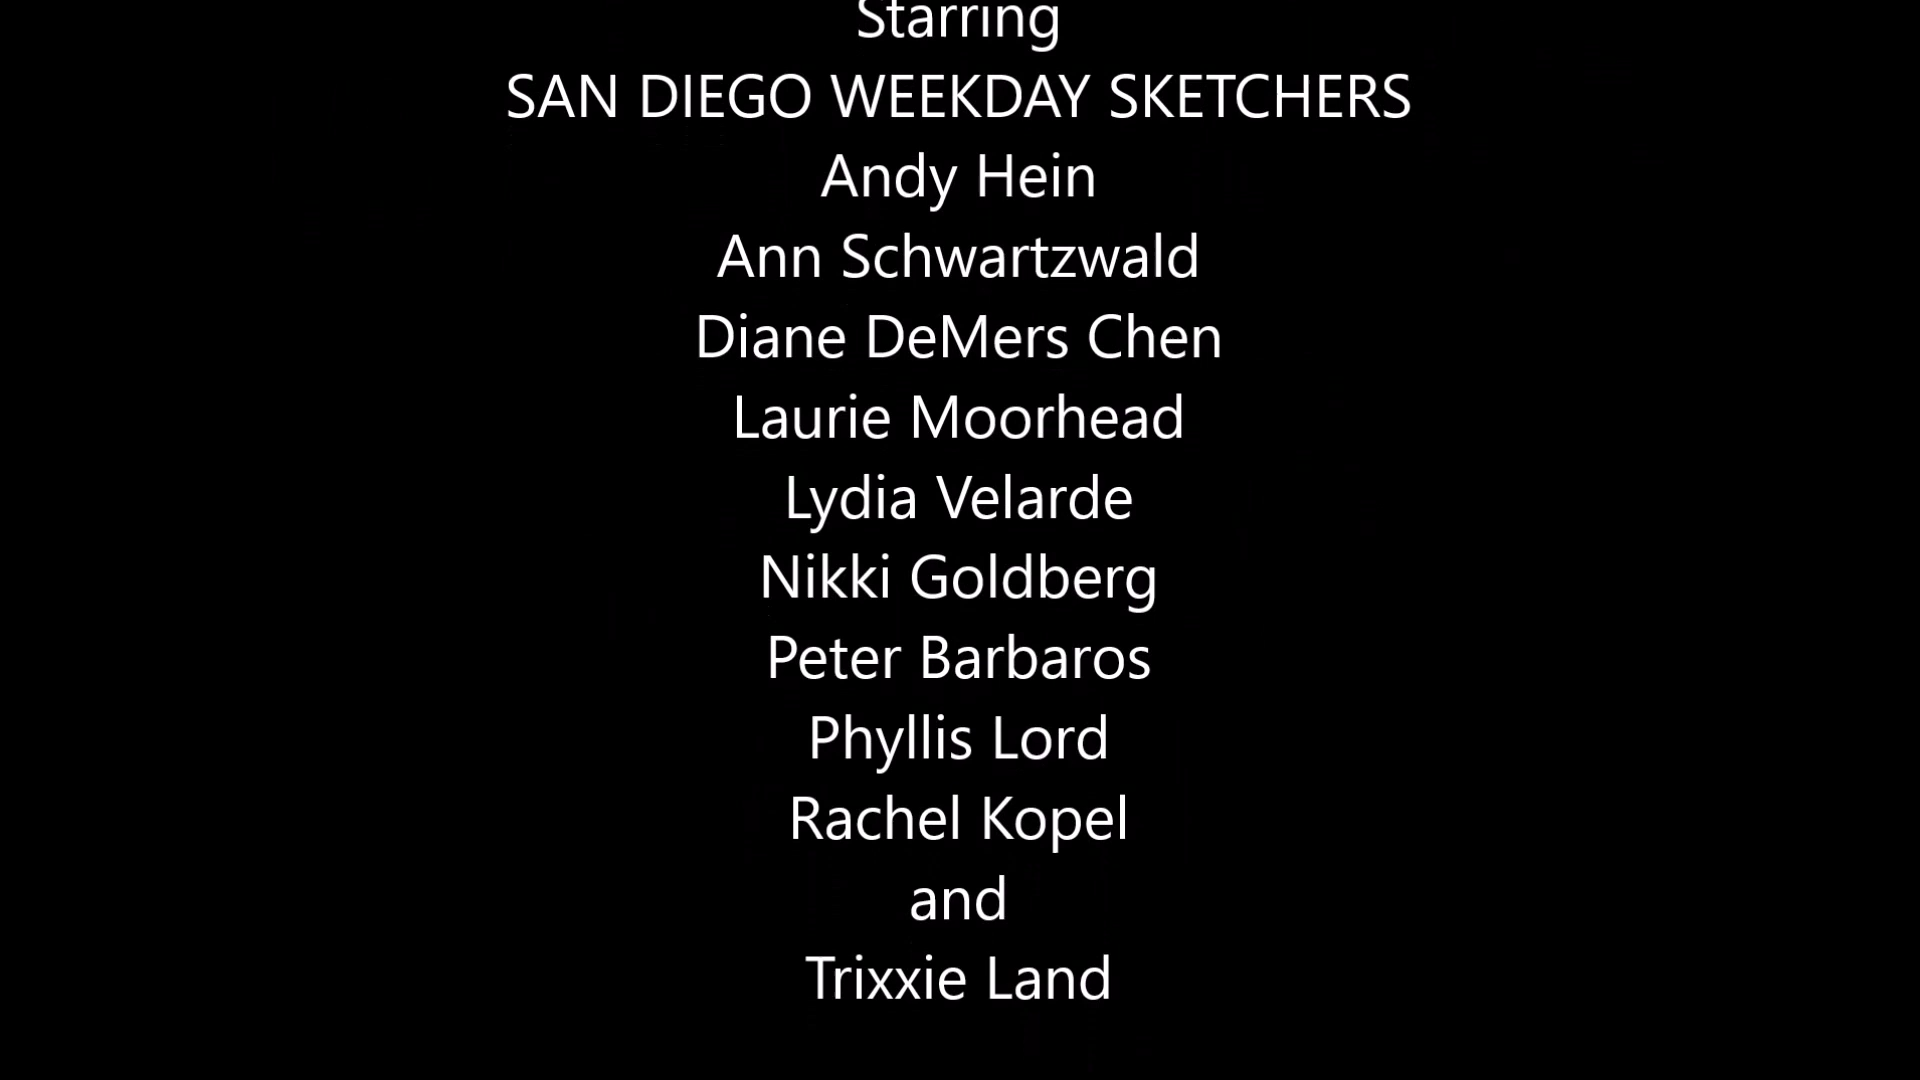 Starring
SAN DIEGO WEEKDAY SKETCHERS
Andy Hein
Ann Schwartzwald
Diane DeMers Chen
Laurie Moorhead
Lydia Velarde
Nikki Goldberg
Peter Barbaros
Phyllis Lord
Rachel Kopel
and
Trixxie Land